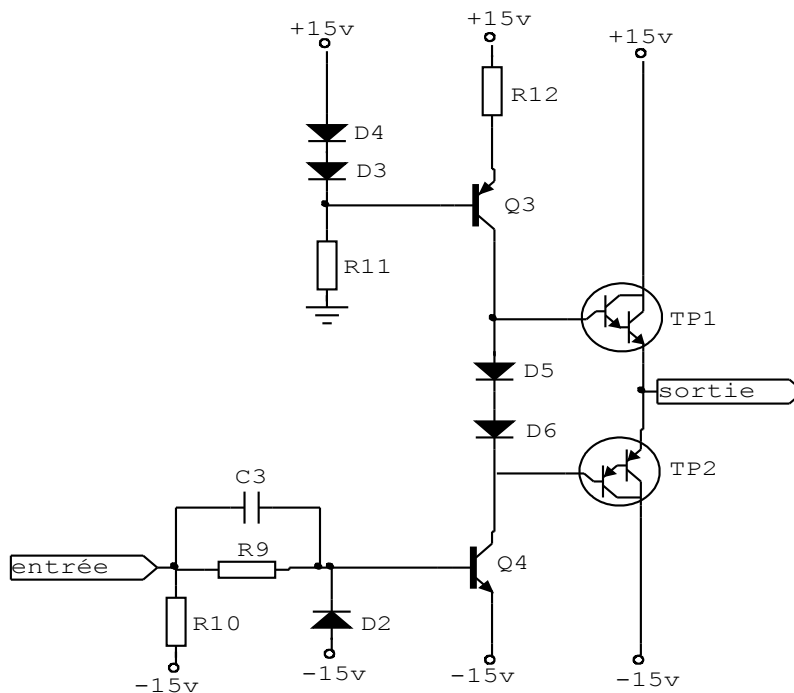 +15v
+15v
+15v
R12
D4
D3
Q3
R11
TP1
D5
sortie
D6
TP2
C3
R9
Q4
entrée
R10
D2
-15v
-15v
-15v
-15v